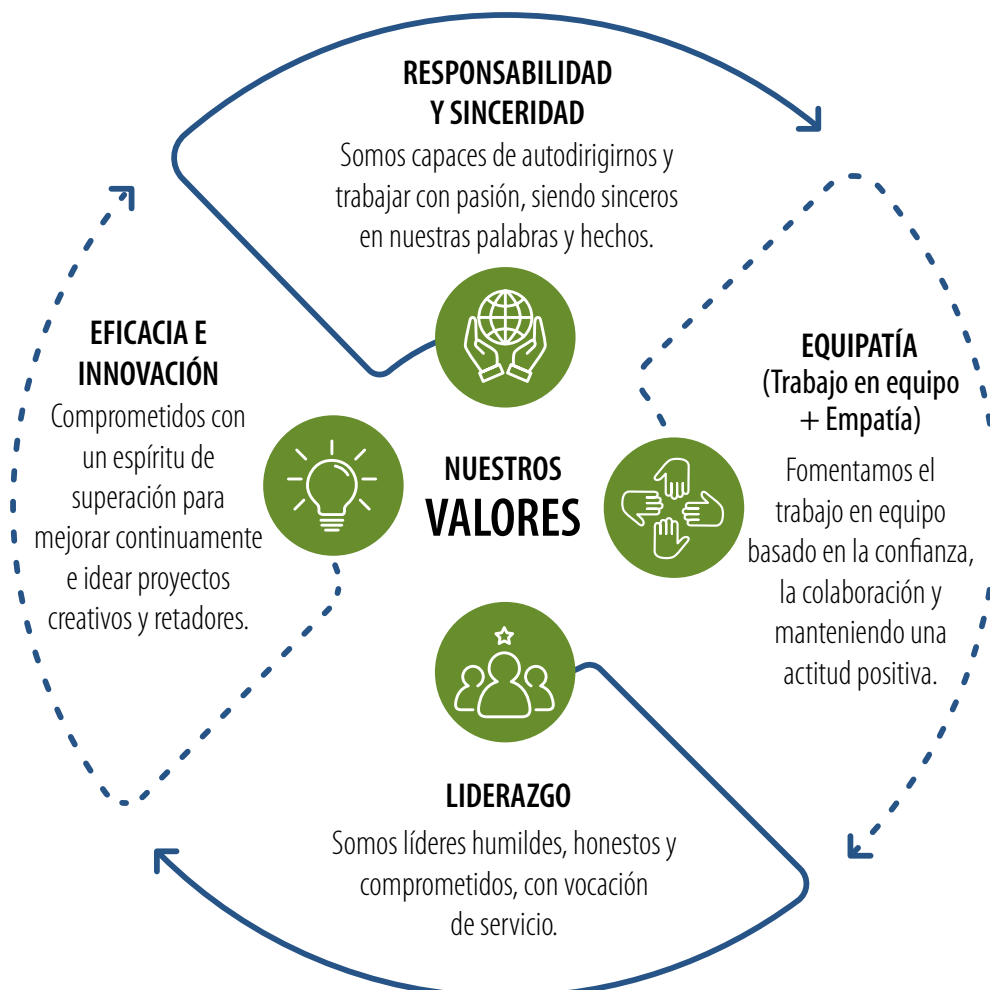 RESPONSABILIDAD
Y SINCERIDAD
Somos capaces de autodirigirnos y
trabajar con pasión, siendo sinceros
en nuestras palabras y hechos.
EFICACIA E
INNOVACIÓN
Comprometidos con
un espíritu de
superación para
mejorar continuamente
e idear proyectos
creativos y retadores.
NUESTROS
VALORES
EQUIPATÍA
(Trabajo en equipo
+ Empatía)
Fomentamos el
trabajo en equipo
basado en la confianza,
la colaboración y
manteniendo una
actitud positiva.
LIDERAZGO
Somos líderes humildes, honestos y
comprometidos, con vocación
de servicio.